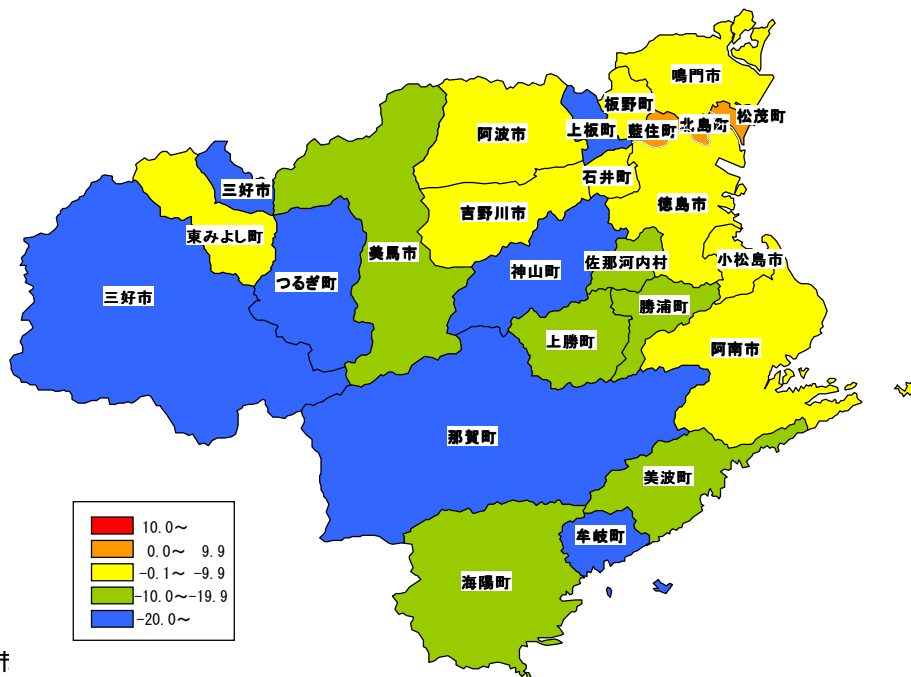 鳴門市
板野町
松茂町
北島町
藍住町
上板町
阿波市
石井町
三好市
徳島市
吉野川市
東みよし町
美馬市
佐那河内村
小松島市
神山町
つるぎ町
三好市
勝浦町
上勝町
阿南市
那賀町
美波町
牟岐町
海陽町
10.0~
0.0~ 9.9
-0.1~ -9.9
-10.0~-19.9
-20.0~